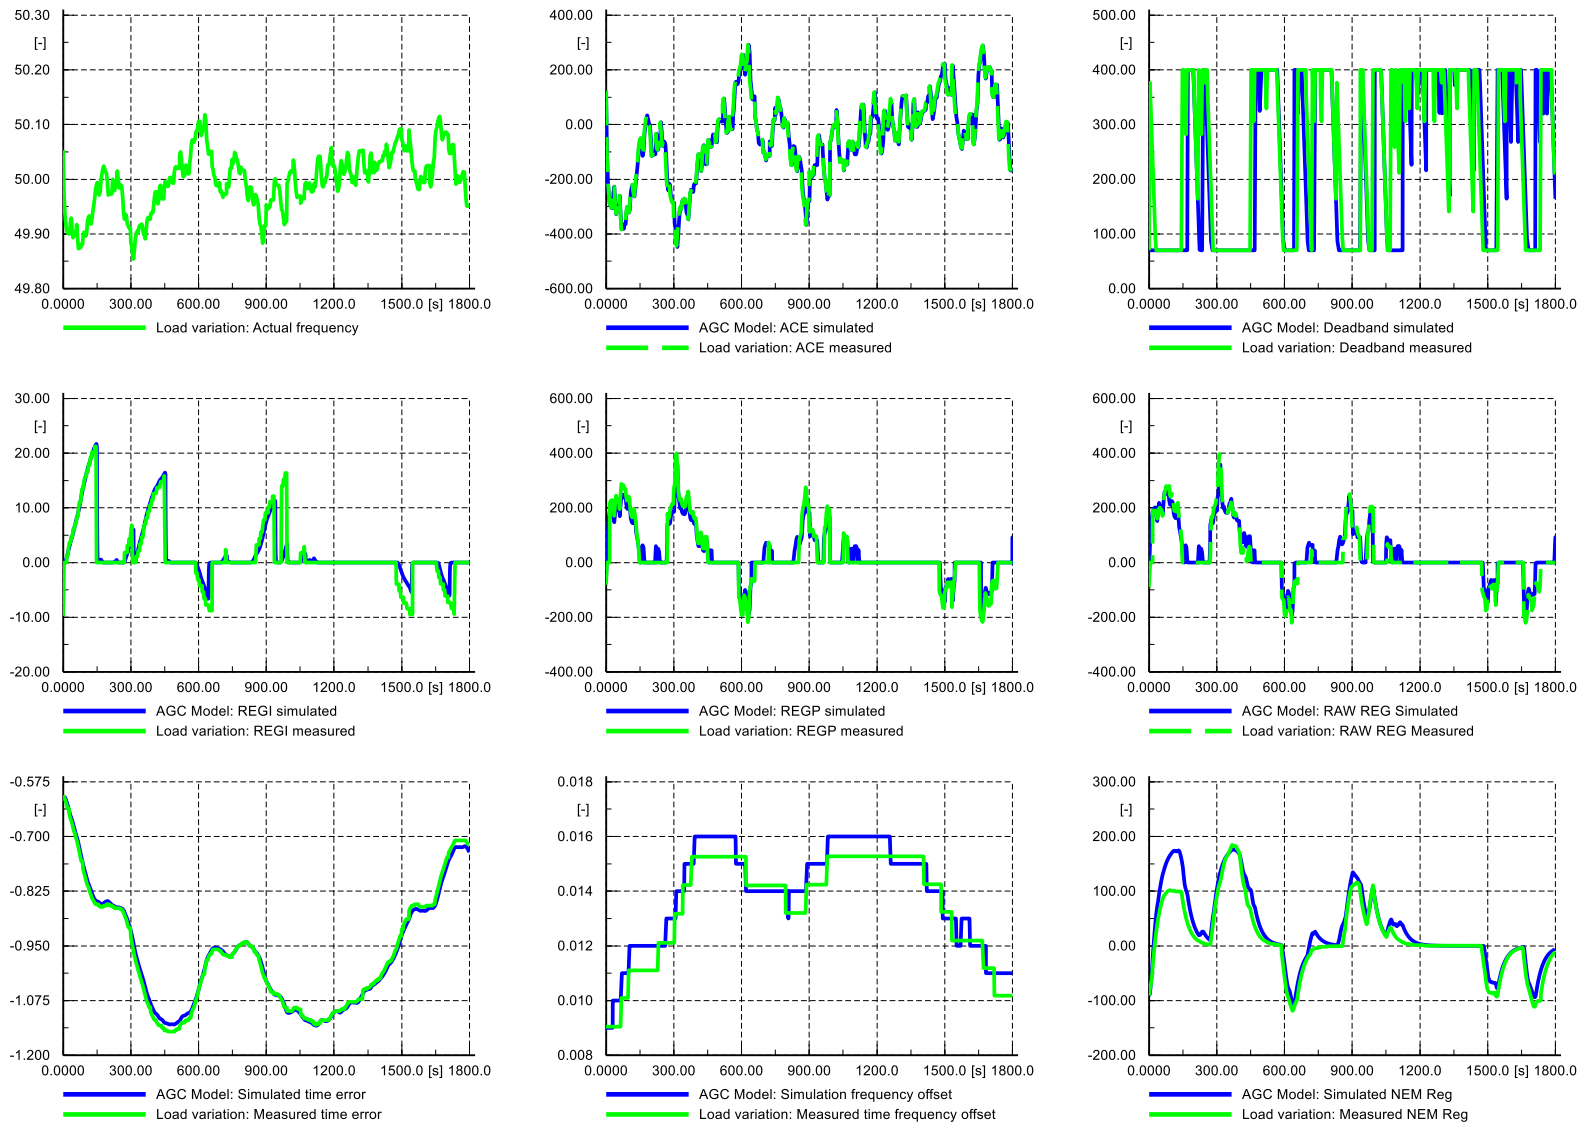 50.30
[-]
50.20
50.10
50.00
49.90
49.80
0.0000 300.00 600.00 900.00 1200.0 1500.0 [s] 1800.0
Load variation: Actual frequency
400.00
[-]
200.00
0.00
-200.00
-400.00
-600.00
0.0000 300.00 600.00 900.00 1200.0 1500.0 [s] 1800.0
AGC Model: ACE simulated
Load variation: ACE measured
500.00
[-]
400.00
300.00
200.00
100.00
0.00
0.0000 300.00 600.00 900.00 1200.0 1500.0 [s] 1800.0
AGC Model: Deadband simulated
Load variation: Deadband measured
30.00
[-]
20.00
10.00
0.00
-10.00
-20.00
0.0000 300.00 600.00 900.00 1200.0 1500.0 [s] 1800.0
AGC Model: REGI simulated
Load variation: REGI measured
600.00
[-]
400.00
200.00
0.00
-200.00
-400.00
0.0000 300.00 600.00 900.00 1200.0 1500.0 [s] 1800.0
AGC Model: REGP simulated
Load variation: REGP measured
600.00
[-]
400.00
200.00
0.00
-200.00
-400.00
0.0000 300.00 600.00 900.00 1200.0 1500.0 [s] 1800.0
AGC Model: RAW REG Simulated
Load variation: RAW REG Measured
-0.575
[-]
-0.700
-0.825
-0.950
-1.075
-1.200
0.0000 300.00 600.00 900.00 1200.0 1500.0 [s] 1800.0
AGC Model: Simulated time error
Load variation: Measured time error
0.018
[-]
0.016
0.014
0.012
0.010
0.008
0.0000 300.00 600.00 900.00 1200.0 1500.0 [s] 1800.0
AGC Model: Simulation frequency offset
Load variation: Measured time frequency offset
300.00
[-]
200.00
100.00
0.00
-100.00
-200.00
0.0000 300.00 600.00 900.00 1200.0 1500.0 [s] 1800.0
AGC Model: Simulated NEM Reg
Load variation: Measured NEM Reg